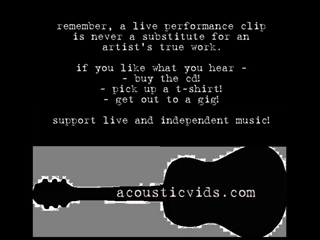 remember, a live performance clip
is never a substitute for an
artist's true work.
if you like what you hear -
- buy the cd!
- pick up a t-shirt!
- get out to a gig!
support live and independent music!
acousticvids.com